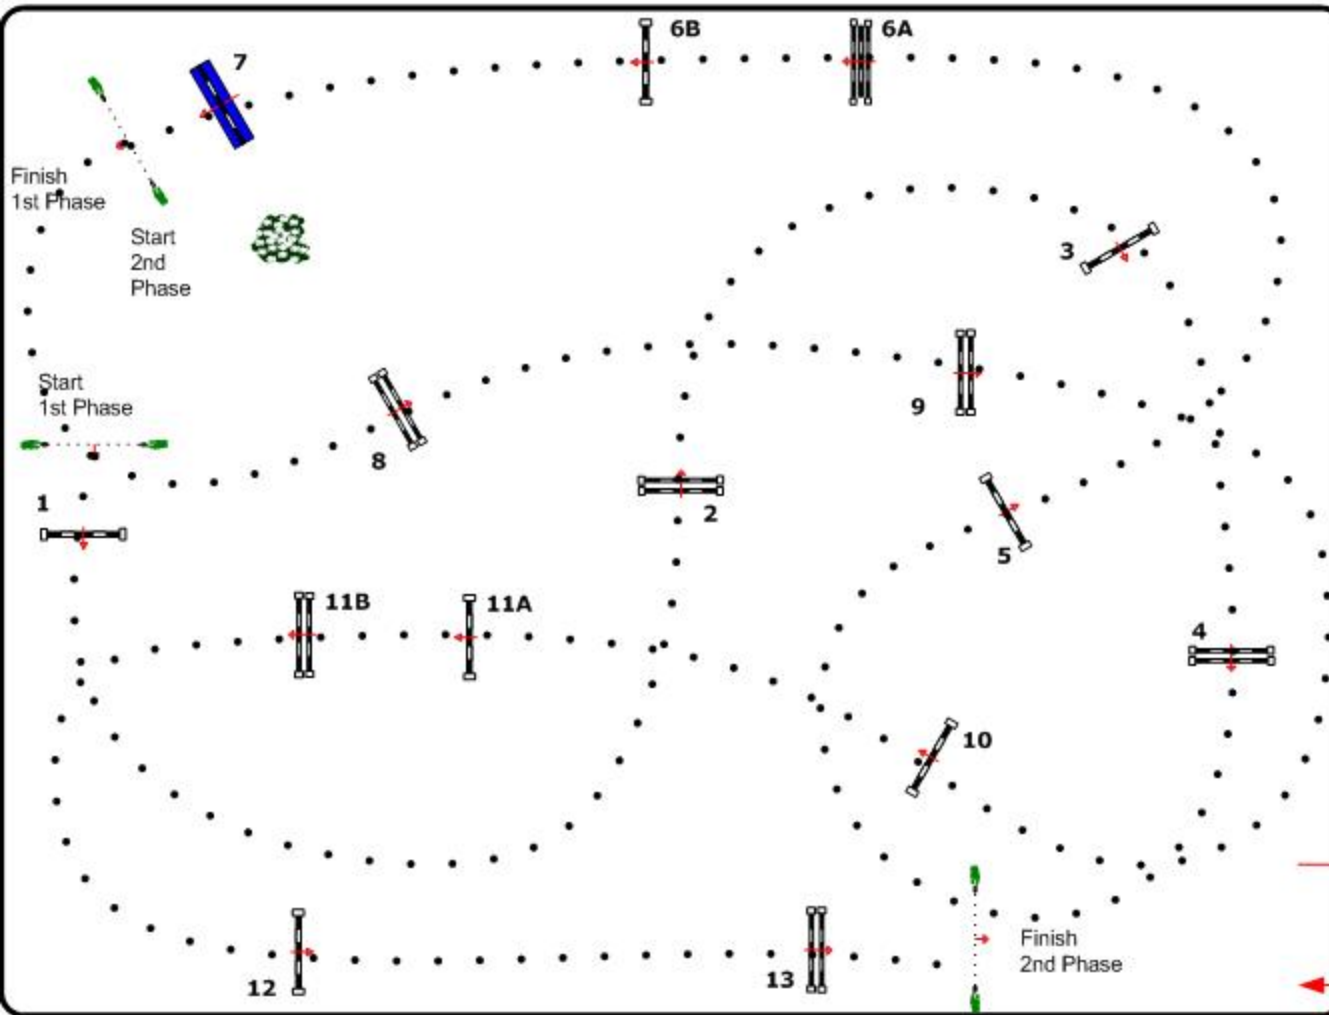 6B
6A
7
Finish
1st Phase
Start
2nd
Phase
3
Start
1st Phase
9
8
1
2
5
11B
11A
4
10
Finish
2nd Phase
13
12